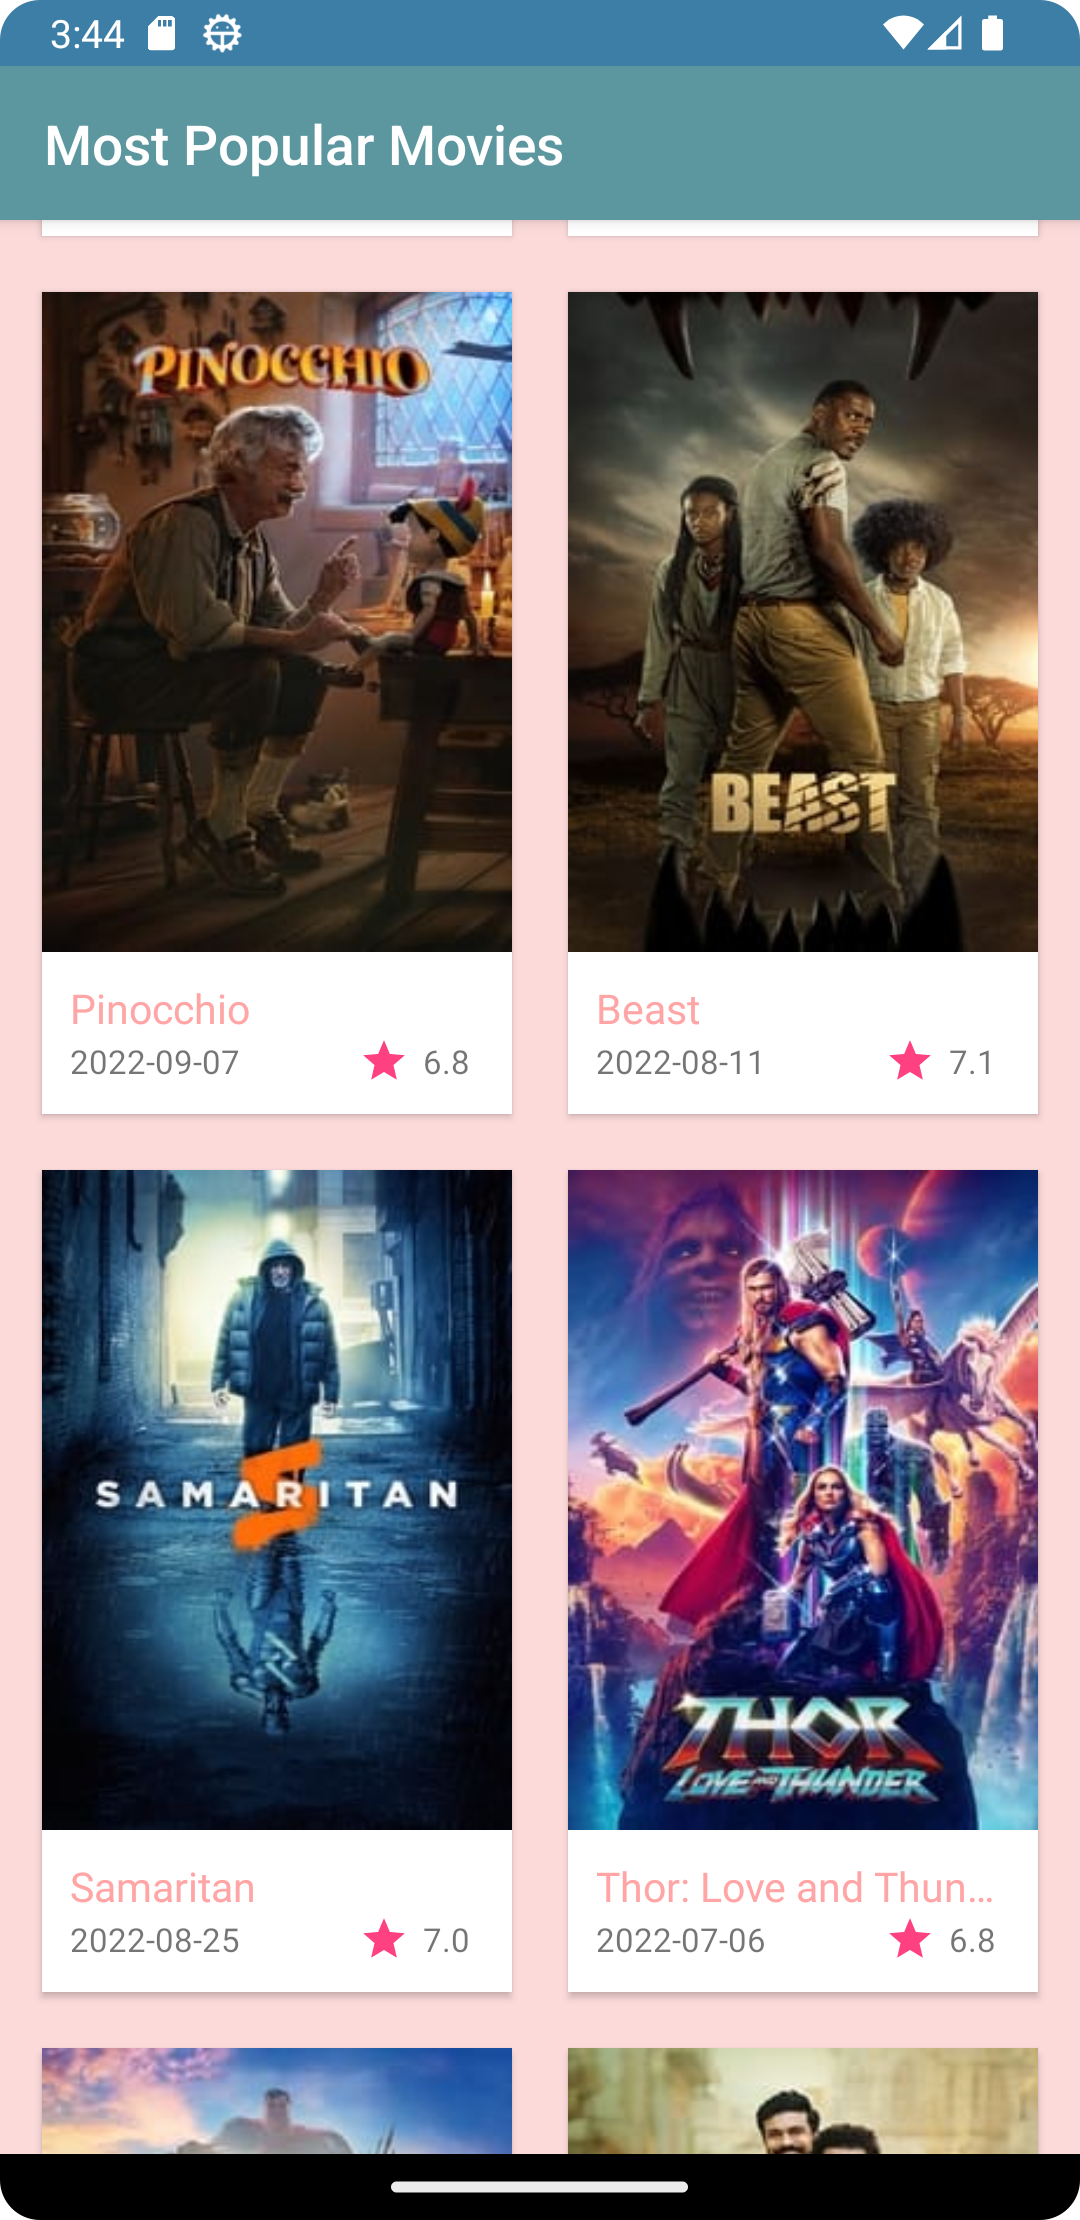 3:44
Most Popular Movies
PINOCCHIO
BEAST
Pinocchio
2022-09-07
6.8
Beast
2022-08-11
7.1
SAMARITAN
THOR
LOVE AND THUNDER
Samaritan
2022-08-25
7.0
Thor: Love and Thun...
2022-07-06
6.8